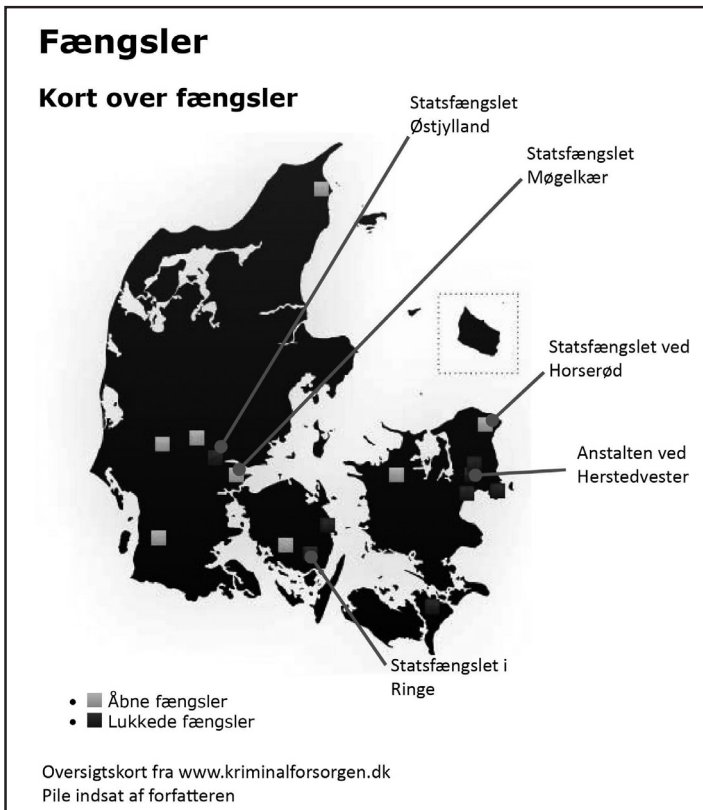 Fængsler
Kort over fængsler
Statsfængslet
Østjylland
Statsfængslet
Møgelkær
Statsfængslet ved
Horserød
Anstalten ved
Herstedvester
Statsfængslet i
Ringe
• Åbne fængsler
• Lukkede fængsler
Oversigtskort fra www.kriminalforsorgen.dk
Pile indsat af forfatteren